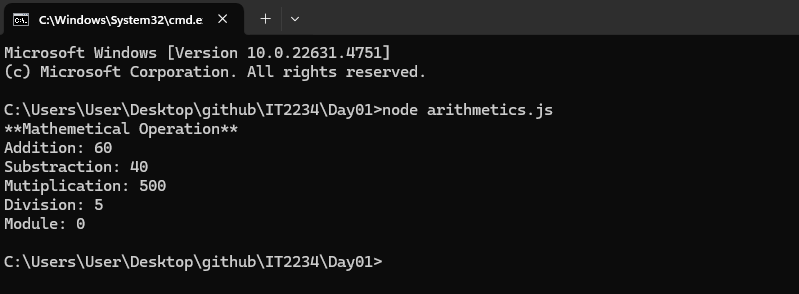 C:\Windows\System32\cmd.e
Microsoft Windows [Version 10.0.22631.4751]
(c) Microsoft Corporation. All rights reserved.
C:\Users\User\Desktop\github\IT2234\Day01>node arithmetics.js
**Mathemetical Operation**
Addition: 60
Substraction: 40
Mutiplication: 500
Division: 5
Module: 0
C:\Users\User\Desktop\github\IT2234\Day01>